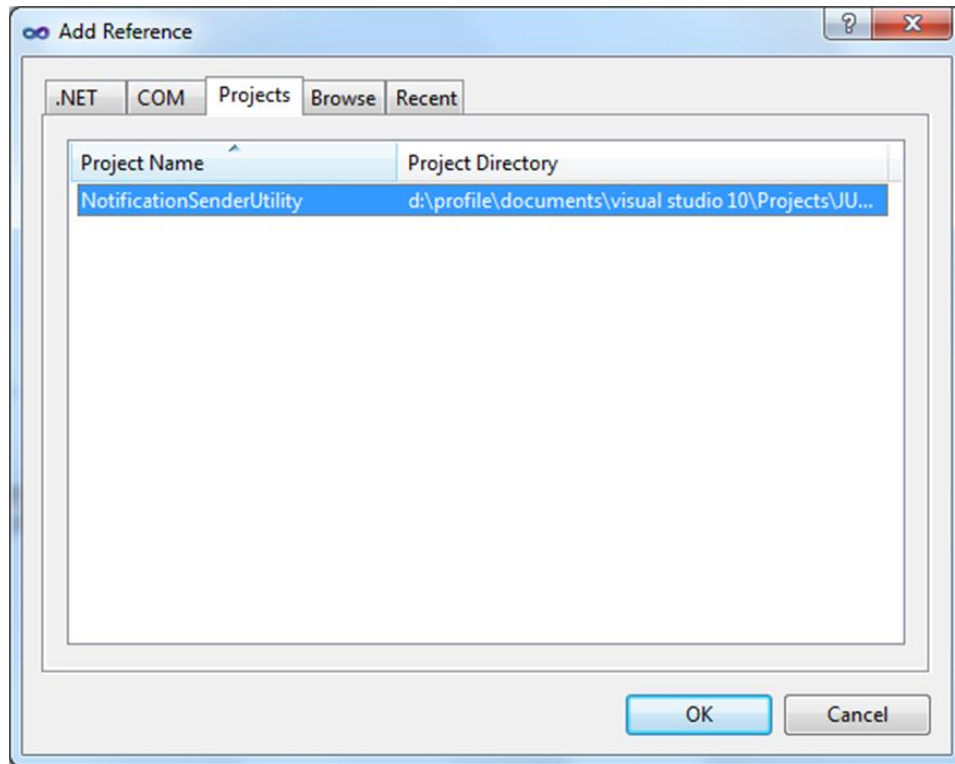 Add Reference
.NET COM Projects Browse Recent
Project Name Project Directory
NotificationSenderUtility d:\profile\documents\visual studio 10\Projects\JU...
OK Cancel